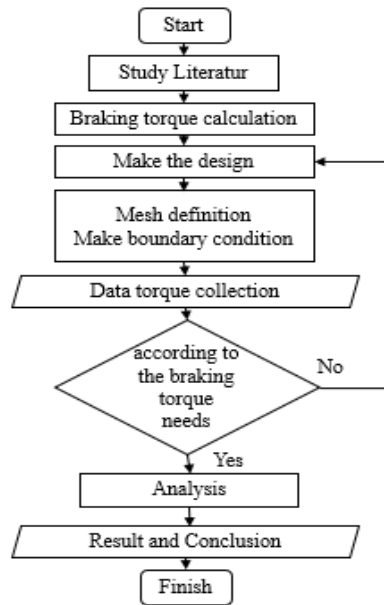 Start
Study Literatur
Braking torque calculation
Make the design
Mesh definition
Make boundary condition
Data torque collection
according to
the braking
torque
needs
No
Yes
Analysis
Result and Conclusion
Finish